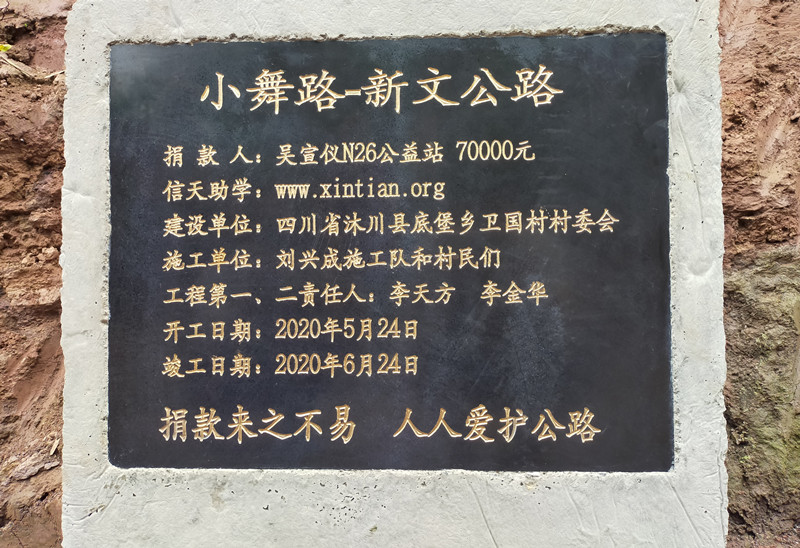 小舞路-新文公路
捐 款 人：吴宣仪N26公益站 70000元
信天助学：www.xintian.org
建设单位：四川省沐川县底堡乡卫国村村委会
施工单位：刘兴成施工队和村民们
工程第一、二责任人：李天方 李金华
开工日期：2020年5月24日
竣工日期：2020年6月24日
捐款来之不易 人人爱护公路